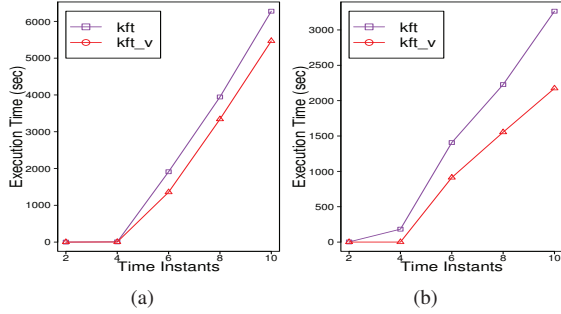 kft
kft_v
Execution Time (sec)
6000
5000
4000
3000
2000
1000
0
2 4 6 8 10
Time Instants
(a)
kft
kft_v
Execution Time (sec)
3000
2500
2000
1500
1000
500
0
2 4 6 8 10
Time Instants
(b)